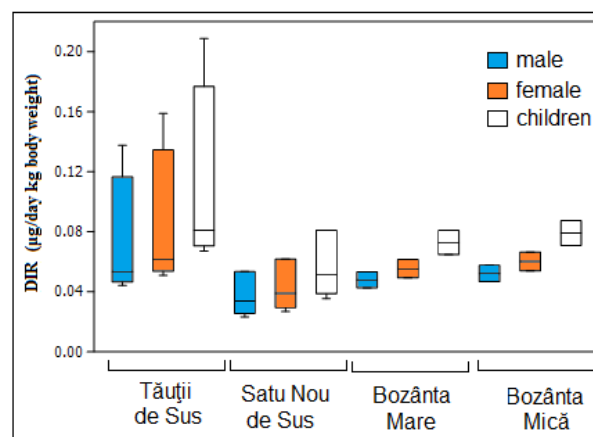 DIR (µg/day kg body weight)
0.20
0.16
0.12
0.08
0.04
0.00
male
female
children
Tăuţii
de Sus
Satu Nou
de Sus
Bozânta
Mare
Bozânta
Mică